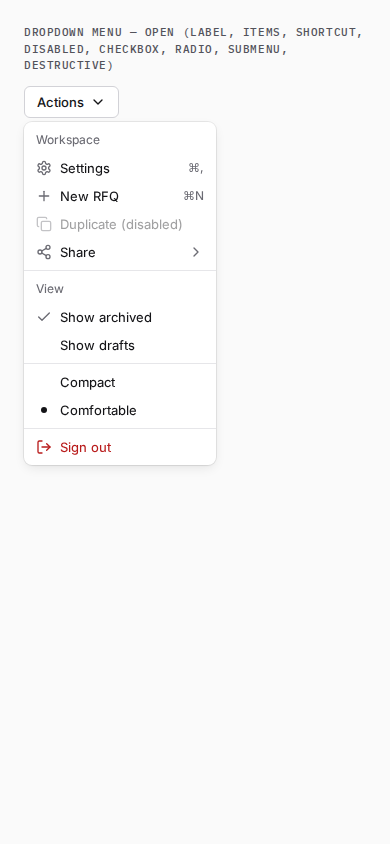 DROPDOWN MENU — OPEN (LABEL, ITEMS, SHORTCUT,
DISABLED, CHECKBOX, RADIO, SUBMENU,
DESTRUCTIVE)
Actions
Workspace
Settings ⌘,
New RFQ ⌘N
Duplicate (disabled)
Share
View
Show archived
Show drafts
Compact
Comfortable
Sign out